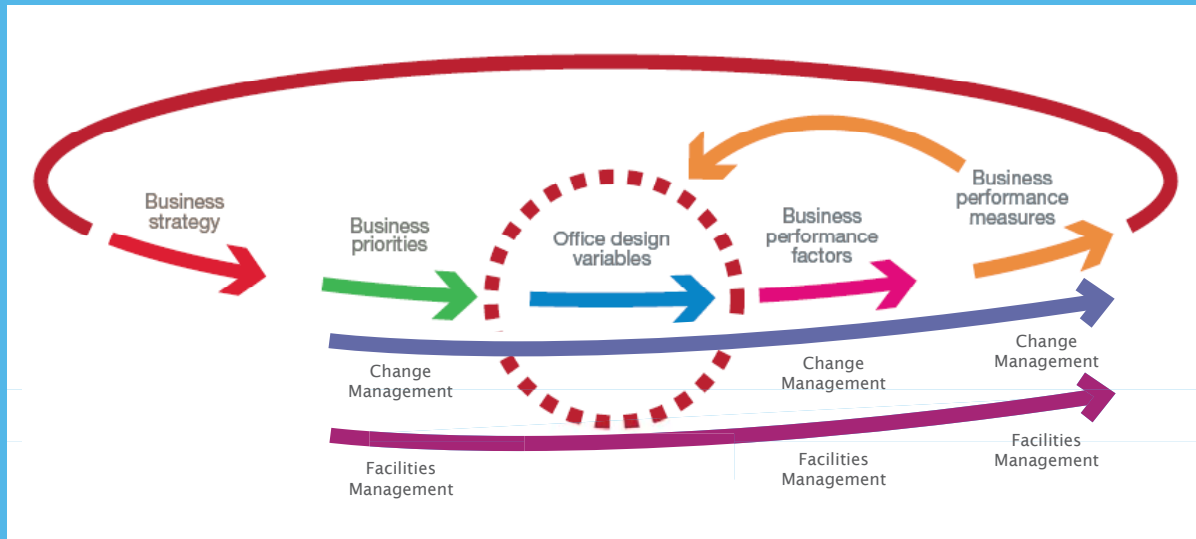 Business
strategy
Business
priorities
Office design
variables
Business
performance
factors
Business
performance
measures
Change
Management
Change
Management
Change
Management
Facilities
Management
Facilities
Management
Facilities
Management